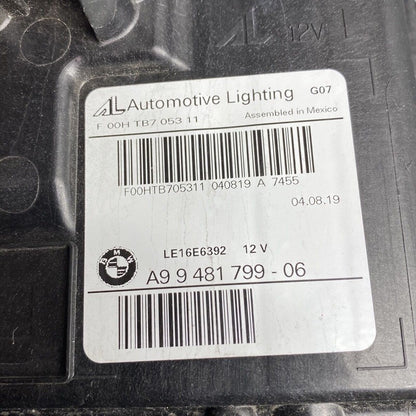 AL 12V L
AL Automotive Lighting G07
F 00H TB7 053 11 Assembled in Mexico
F00HTB705311 040819 A 7455
04.08.19
LE16E6392 12 V
BMW
A9 9 481 799 - 06